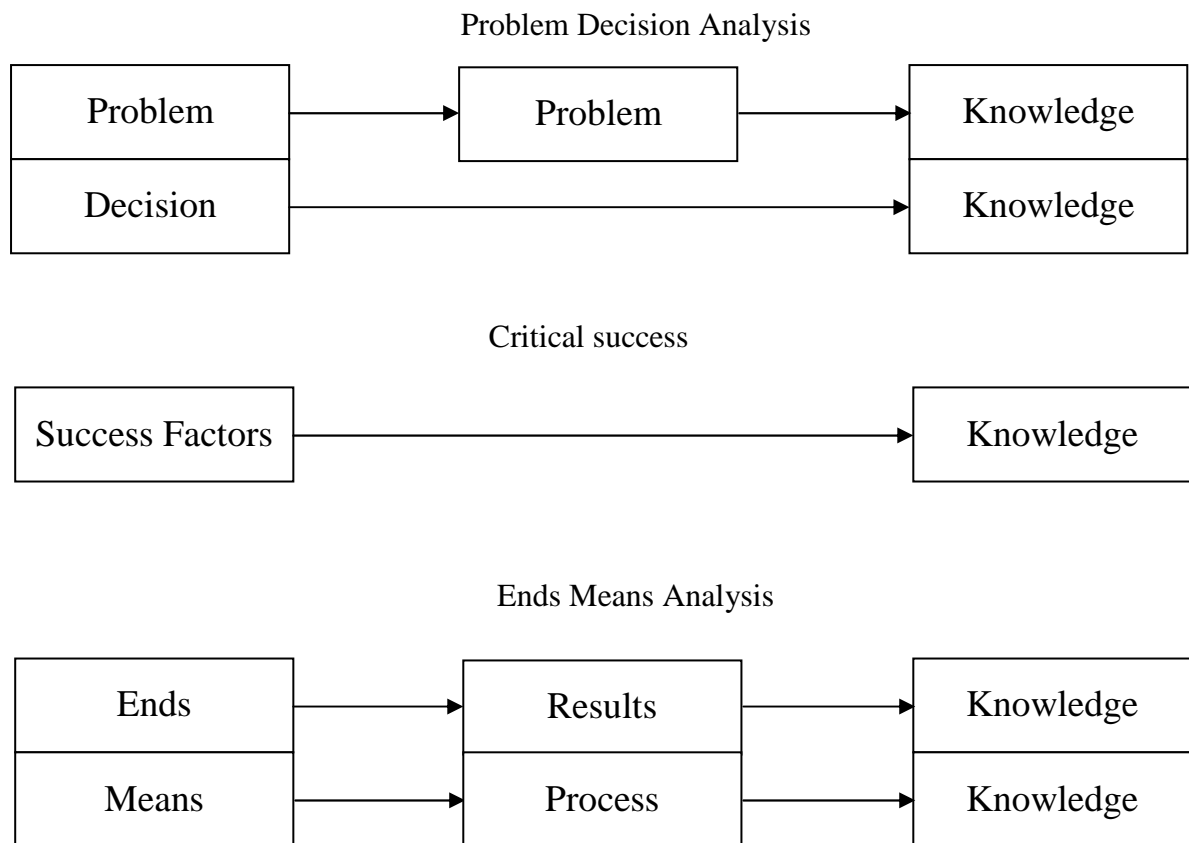 Problem Decision Analysis
Problem Problem Knowledge
Decision Knowledge
Critical success
Success Factors Knowledge
Ends Means Analysis
Ends Results Knowledge
Means Process Knowledge